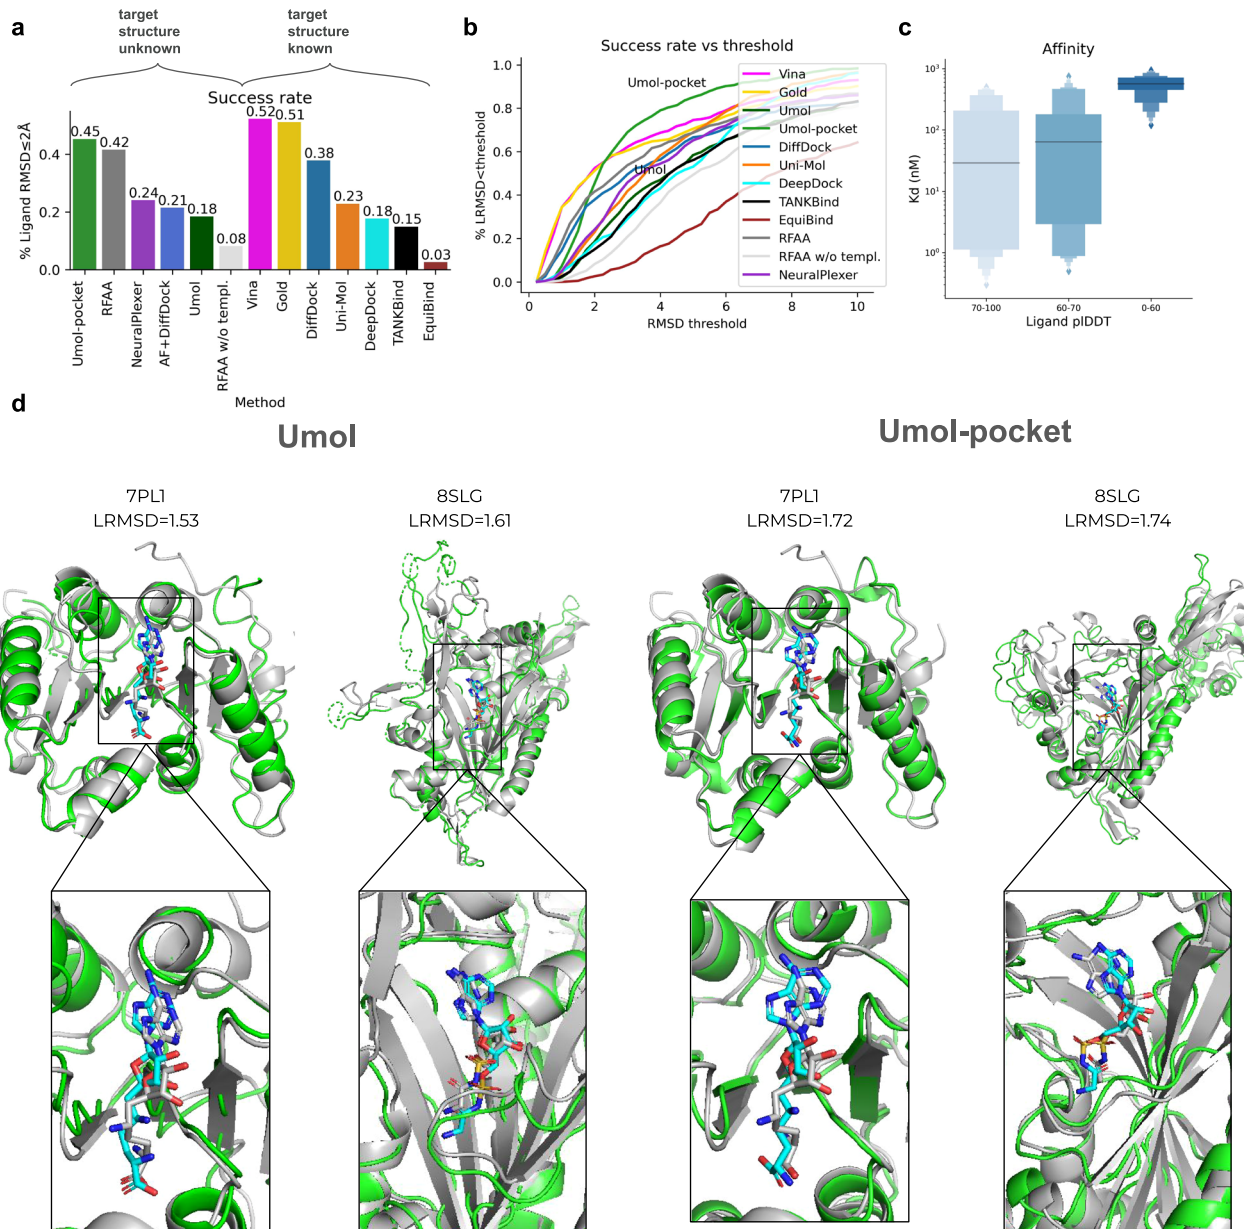 a
target
structure
unknown
target
structure
known
Success rate
% Ligand RMSD≤2Å
0.4
0.2
0.0
0.45
0.42
0.24
0.21
0.18
0.08
0.52
0.51
0.38
0.23
0.18
0.15
0.03
Umol-pocket
RFAA
NeuralPlexer
AF+DiffDock
Umol
RFAA w/o templ.
Vina
Gold
DiffDock
Uni-Mol
DeepDock
TANKBind
EquiBind
Method
b
Success rate vs threshold
% LRMSD<threshold
1.0
0.8
0.6
0.4
0.2
0.0
Umol-pocket
Umol
Vina
Gold
Umol
Umol-pocket
DiffDock
Uni-Mol
DeepDock
TANKBind
EquiBind
RFAA
RFAA w/o templ.
NeuralPlexer
0 2 4 6 8 10
RMSD threshold
c
Affinity
Kd (nM)
10³
10²
10¹
10⁰
70-100 60-70 0-60
Ligand plDDT
d
Umol
Umol-pocket
7PL1
LRMSD=1.53
8SLG
LRMSD=1.61
7PL1
LRMSD=1.72
8SLG
LRMSD=1.74